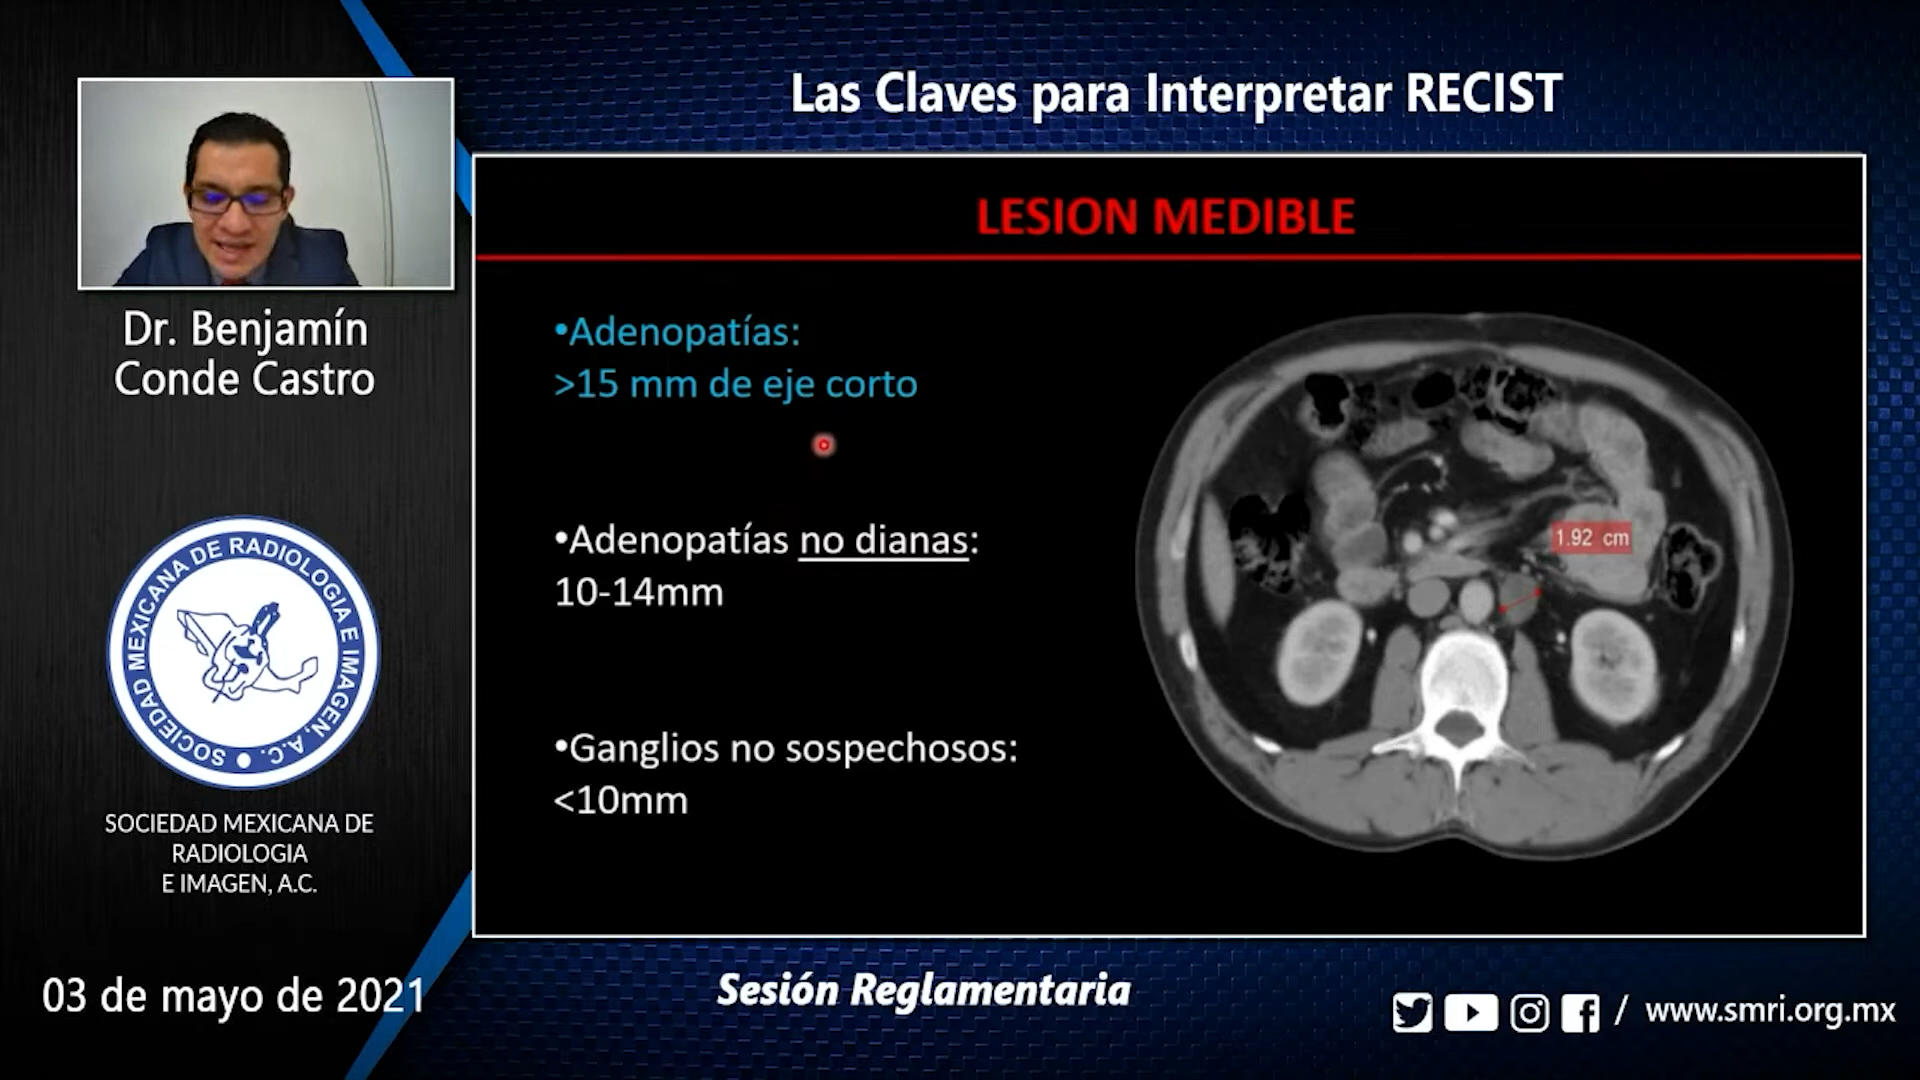 Las Claves para Interpretar RECIST
Dr. Benjamín
Conde Castro
SOCIEDAD MEXICANA DE RADIOLOGIA E IMAGEN, A.C.
SOCIEDAD MEXICANA DE
RADIOLOGIA
E IMAGEN, A.C.
03 de mayo de 2021
LESION MEDIBLE
•Adenopatías:
>15 mm de eje corto
•Adenopatías no dianas:
10-14mm
•Ganglios no sospechosos:
<10mm
1.92 cm
Sesión Reglamentaria
/ www.smri.org.mx